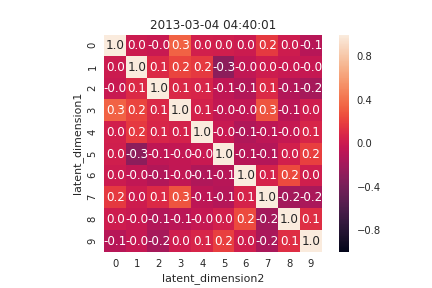 2013-03-04 04:40:01
0 1.0 0.0 -0.0 0.3 0.0 0.0 0.0 0.2 0.0 -0.1
1 0.0 1.0 0.1 0.2 0.2 -0.3 -0.0 -0.0 -0.0 -0.0
2 -0.0 0.1 1.0 0.1 0.1 -0.1 -0.1 0.1 -0.1 -0.2
3 0.3 0.2 0.1 1.0 0.1 -0.0 -0.0 0.3 -0.1 0.0
4 0.0 0.2 0.1 0.1 1.0 -0.0 -0.1 -0.1 -0.0 0.1
5 0.0 -0.3 -0.1 -0.0 -0.0 1.0 -0.1 -0.1 0.0 0.2
6 0.0 -0.0 -0.1 -0.0 -0.1 -0.1 1.0 0.1 0.2 0.0
7 0.2 0.0 0.1 0.3 -0.1 -0.1 0.1 1.0 -0.2 -0.2
8 0.0 -0.0 -0.1 -0.1 -0.0 0.0 0.2 -0.2 1.0 0.1
9 -0.1 -0.0 -0.2 0.0 0.1 0.2 0.0 -0.2 0.1 1.0
0 1 2 3 4 5 6 7 8 9
latent_dimension2
latent_dimension1
0.8
0.4
0.0
-0.4
-0.8